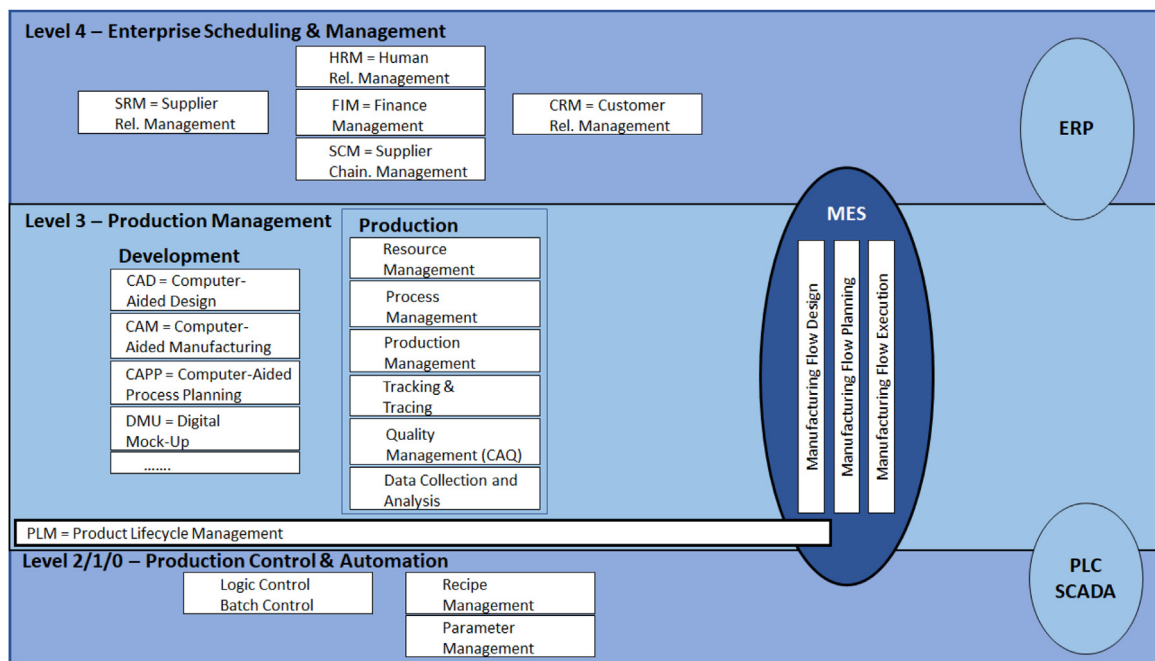 Level 4 – Enterprise Scheduling & Management
HRM = Human
Rel. Management
SRM = Supplier
Rel. Management
FIM = Finance
Management
CRM = Customer
Rel. Management
SCM = Supplier
Chain. Management
ERP
Level 3 – Production Management
Development
CAD = Computer-
Aided Design
CAM = Computer-
Aided Manufacturing
CAPP = Computer-Aided
Process Planning
DMU = Digital
Mock-Up
.......
Production
Resource
Management
Process
Management
Production
Management
Tracking &
Tracing
Quality
Management (CAQ)
Data Collection and
Analysis
MES
Manufacturing Flow Design
Manufacturing Flow Planning
Manufacturing Flow Execution
PLM = Product Lifecycle Management
Level 2/1/0 – Production Control & Automation
Logic Control
Batch Control
Recipe
Management
Parameter
Management
PLC
SCADA